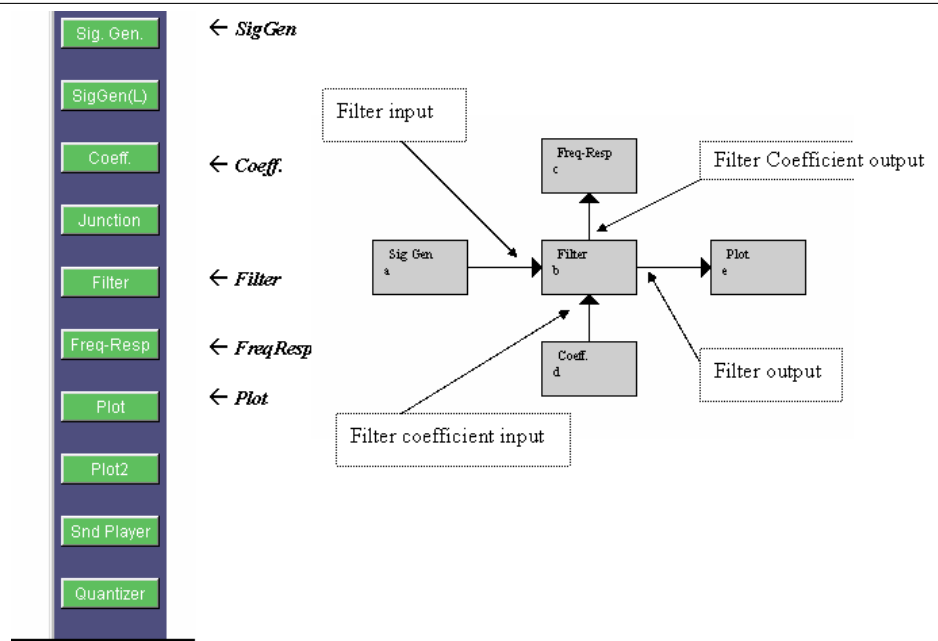 Sig. Gen.
SigGen(L)
Coeff.
Junction
Filter
Freq-Resp
Plot
Plot2
Snd Player
Quantizer
← SigGen
← Coeff.
← Filter
← FreqResp
← Plot
Filter input
Freq-Resp
c
Filter Coefficient output
Sig Gen
a
Filter
b
Plot
e
Coeff.
d
Filter output
Filter coefficient input